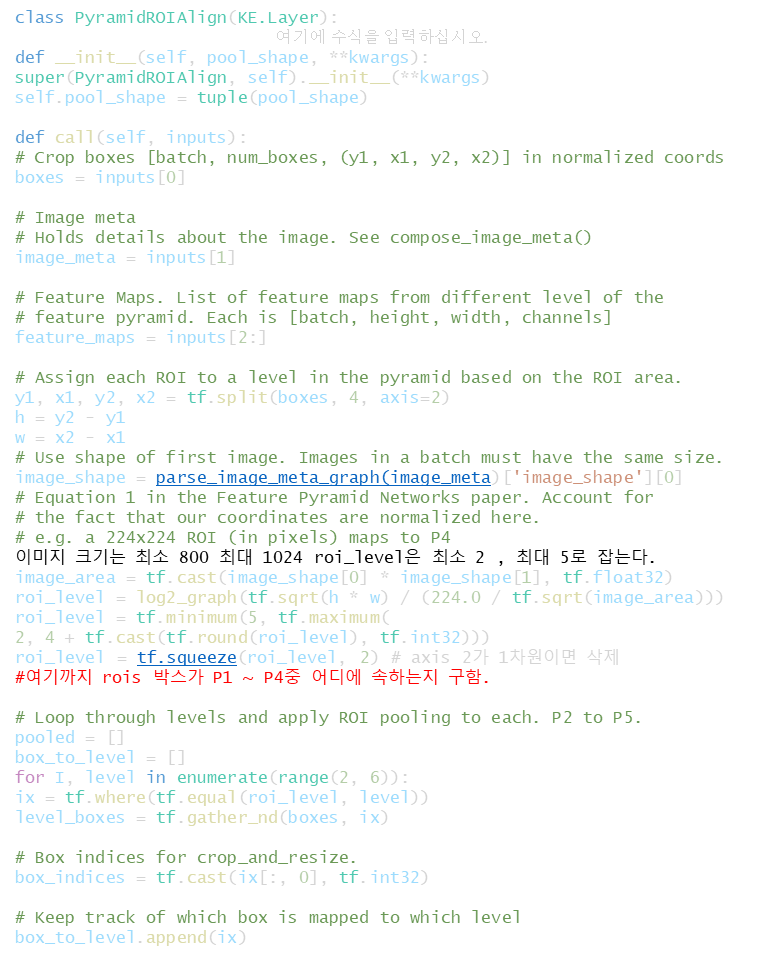 class PyramidROIAlign(KE.Layer):
여기에 수식을 입력하십시오.
def __init__(self, pool_shape, **kwargs):
super(PyramidROIAlign, self).__init__(**kwargs)
self.pool_shape = tuple(pool_shape)
def call(self, inputs):
# Crop boxes [batch, num_boxes, (y1, x1, y2, x2)] in normalized coords
boxes = inputs[0]
# Image meta
# Holds details about the image. See compose_image_meta()
image_meta = inputs[1]
# Feature Maps. List of feature maps from different level of the
# feature pyramid. Each is [batch, height, width, channels]
feature_maps = inputs[2:]
# Assign each ROI to a level in the pyramid based on the ROI area.
y1, x1, y2, x2 = tf.split(boxes, 4, axis=2)
h = y2 - y1
w = x2 - x1
# Use shape of first image. Images in a batch must have the same size.
image_shape = parse_image_meta_graph(image_meta)['image_shape'][0]
# Equation 1 in the Feature Pyramid Networks paper. Account for
# the fact that our coordinates are normalized here.
# e.g. a 224x224 ROI (in pixels) maps to P4
이미지 크기는 최소 800 최대 1024 roi_level은 최소 2 , 최대 5로 잡는다.
image_area = tf.cast(image_shape[0] * image_shape[1], tf.float32)
roi_level = log2_graph(tf.sqrt(h * w) / (224.0 / tf.sqrt(image_area)))
roi_level = tf.minimum(5, tf.maximum(
2, 4 + tf.cast(tf.round(roi_level), tf.int32)))
roi_level = tf.squeeze(roi_level, 2) # axis 2가 1차원이면 삭제
#여기까지 rois 박스가 P1 ~ P4중 어디에 속하는지 구함.
# Loop through levels and apply ROI pooling to each. P2 to P5.
pooled = []
box_to_level = []
for I, level in enumerate(range(2, 6)):
ix = tf.where(tf.equal(roi_level, level))
level_boxes = tf.gather_nd(boxes, ix)
# Box indices for crop_and_resize.
box_indices = tf.cast(ix[:, 0], tf.int32)
# Keep track of which box is mapped to which level
box_to_level.append(ix)